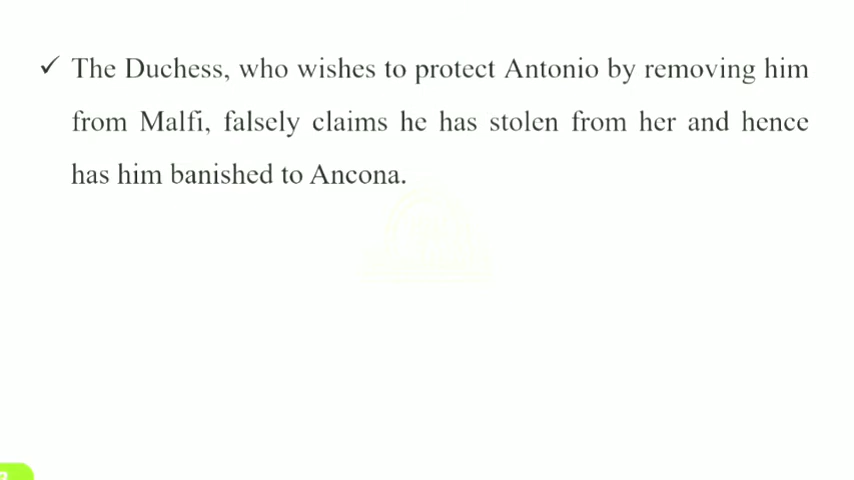 ✓ The Duchess, who wishes to protect Antonio by removing him
from Malfi, falsely claims he has stolen from her and hence
has him banished to Ancona.